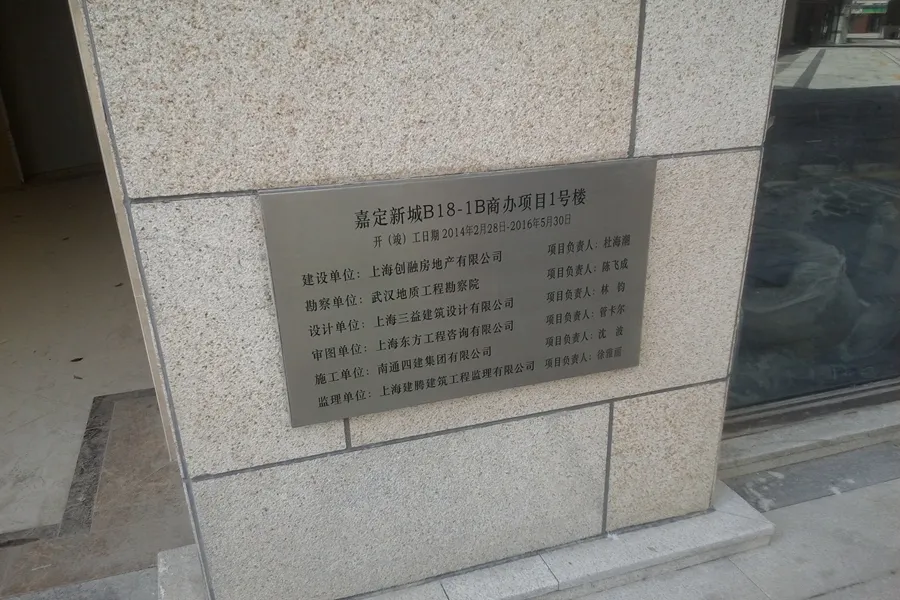 嘉定新城B18-1B商办项目1号楼
开（竣）工日期 2014年2月28日-2016年5月30日
建设单位：上海创融房地产有限公司 项目负责人：杜海潮
勘察单位：武汉地质工程勘察院 项目负责人：陈飞成
设计单位：上海三益建筑设计有限公司 项目负责人：林 钧
审图单位：上海东方工程咨询有限公司 项目负责人：管卡尔
施工单位：南通四建集团有限公司 项目负责人：沈 波
监理单位：上海建腾建筑工程监理有限公司 项目负责人：徐雅丽